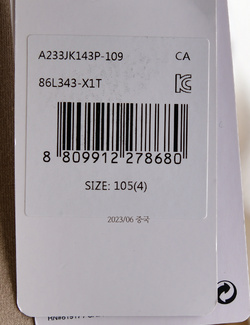 A233JK143P-109 CA
86L343-X1T
8 809912 278680
SIZE: 105(4)
2023/06 중국